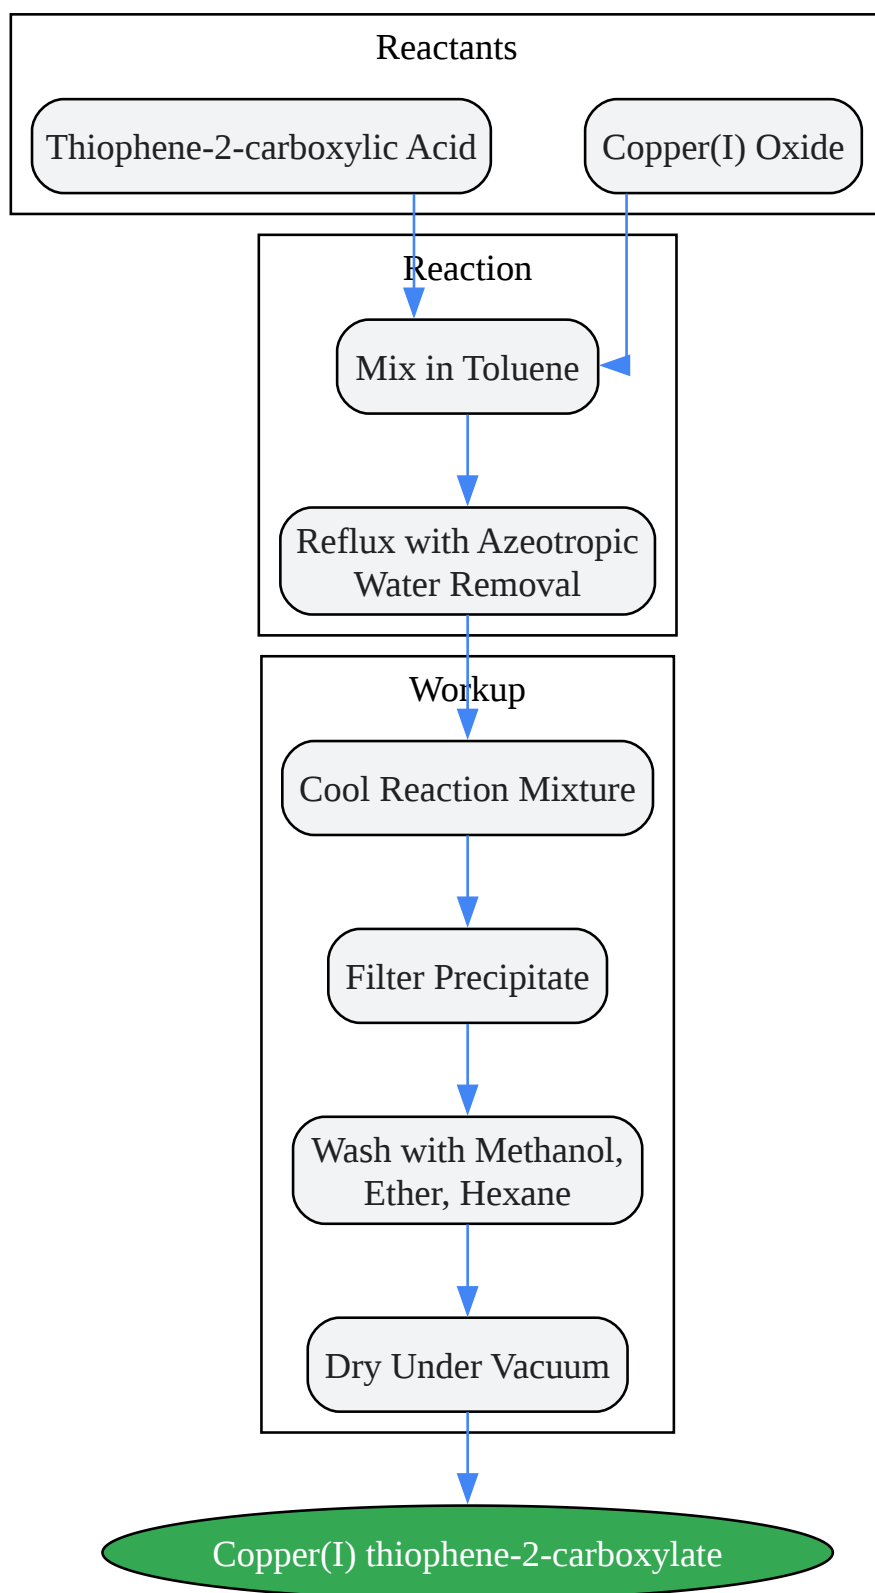 Reactants
Thiophene-2-carboxylic Acid
Copper(I) Oxide
Reaction
Mix in Toluene
Reflux with Azeotropic
Water Removal
Workup
Cool Reaction Mixture
Filter Precipitate
Wash with Methanol,
Ether, Hexane
Dry Under Vacuum
Copper(I) thiophene-2-carboxylate